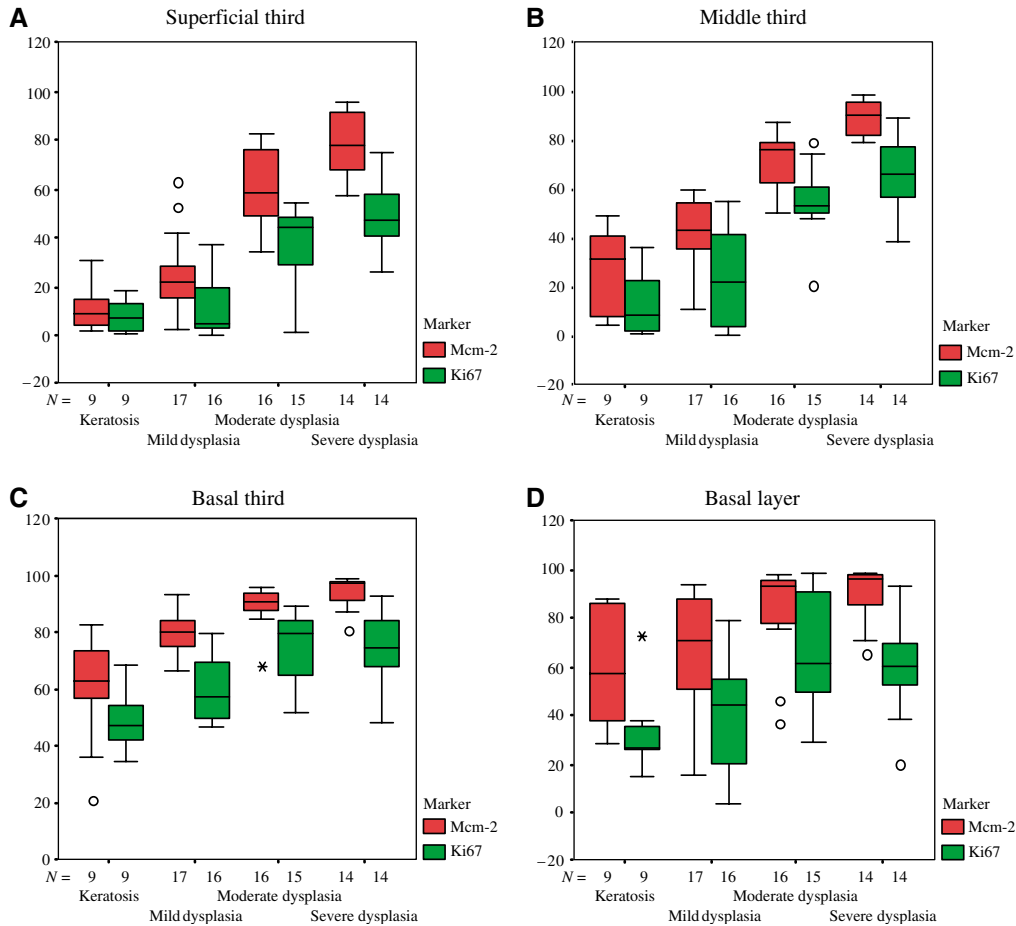 A
Superficial third
120
100
80
60
40
20
0
−20
N = 9 9 17 16 16 15 14 14
Keratosis Moderate dysplasia
Mild dysplasia Severe dysplasia
Marker
Mcm-2
Ki67
B
Middle third
120
100
80
60
40
20
0
−20
N = 9 9 17 16 16 15 14 14
Keratosis Moderate dysplasia
Mild dysplasia Severe dysplasia
Marker
Mcm-2
Ki67
C
Basal third
120
100
80
60
40
20
0
N = 9 9 17 16 16 15 14 14
Keratosis Moderate dysplasia
Mild dysplasia Severe dysplasia
Marker
Mcm-2
Ki67
D
Basal layer
120
100
80
60
40
20
0
−20
N = 9 9 17 16 16 15 14 14
Keratosis Moderate dysplasia
Mild dysplasia Severe dysplasia
Marker
Mcm-2
Ki67